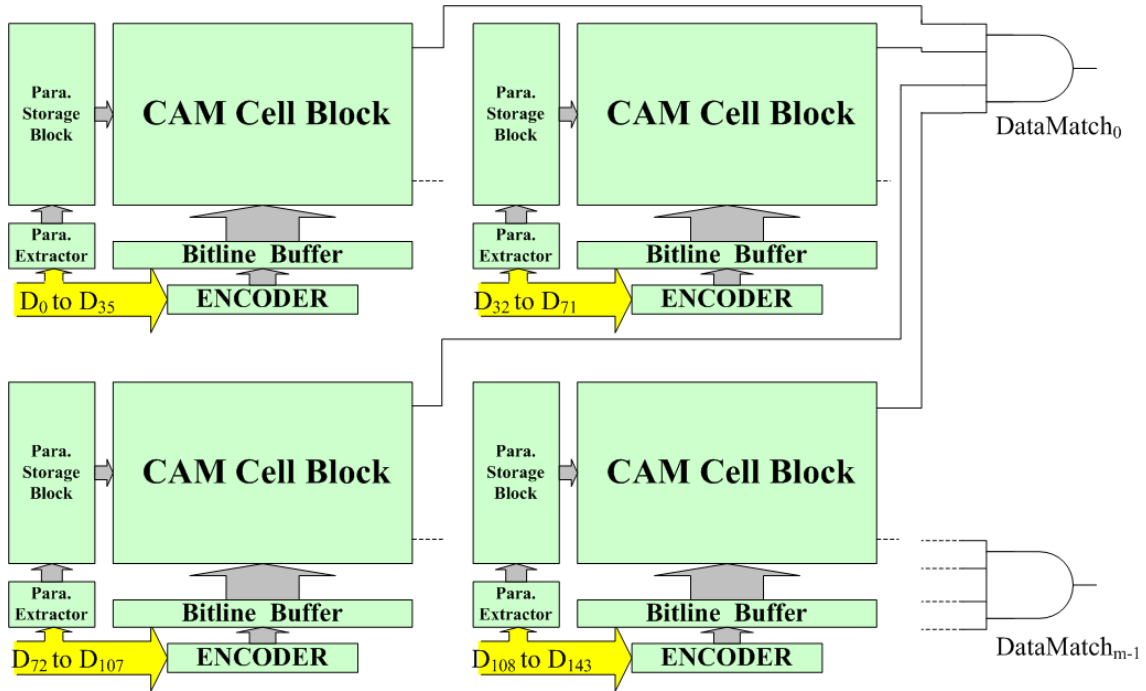 Para.
Storage
Block
CAM Cell Block
Para.
Extractor
Bitline Buffer
D0 to D35
ENCODER
Para.
Storage
Block
CAM Cell Block
Para.
Extractor
Bitline Buffer
D32 to D71
ENCODER
DataMatch0
Para.
Storage
Block
CAM Cell Block
Para.
Extractor
Bitline Buffer
D72 to D107
ENCODER
Para.
Storage
Block
CAM Cell Block
Para.
Extractor
Bitline Buffer
D108 to D143
ENCODER
DataMatchm-1